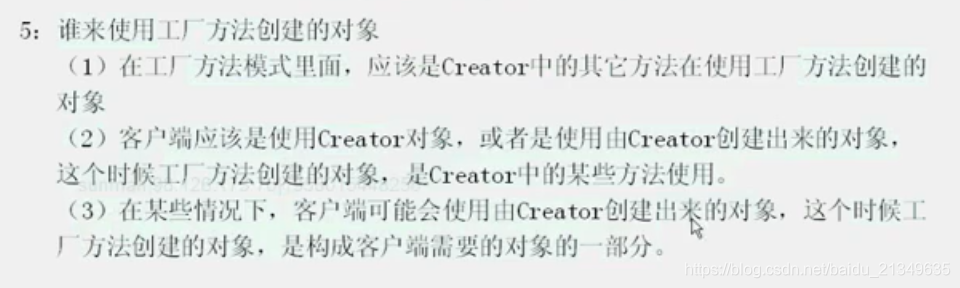 5：谁来使用工厂方法创建的对象
（1）在工厂方法模式里面，应该是Creator中的其它方法在使用工厂方法创建的
对象
（2）客户端应该是使用Creator对象，或者是使用由Creator创建出来的对象，
这个时候工厂方法创建的对象，是Creator中的某些方法使用。
（3）在某些情况下，客户端可能会使用由Creator创建出来的对象，这个时候工
厂方法创建的对象，是构成客户端需要的对象的一部分。
https://blog.csdn.net/baidu_21349635